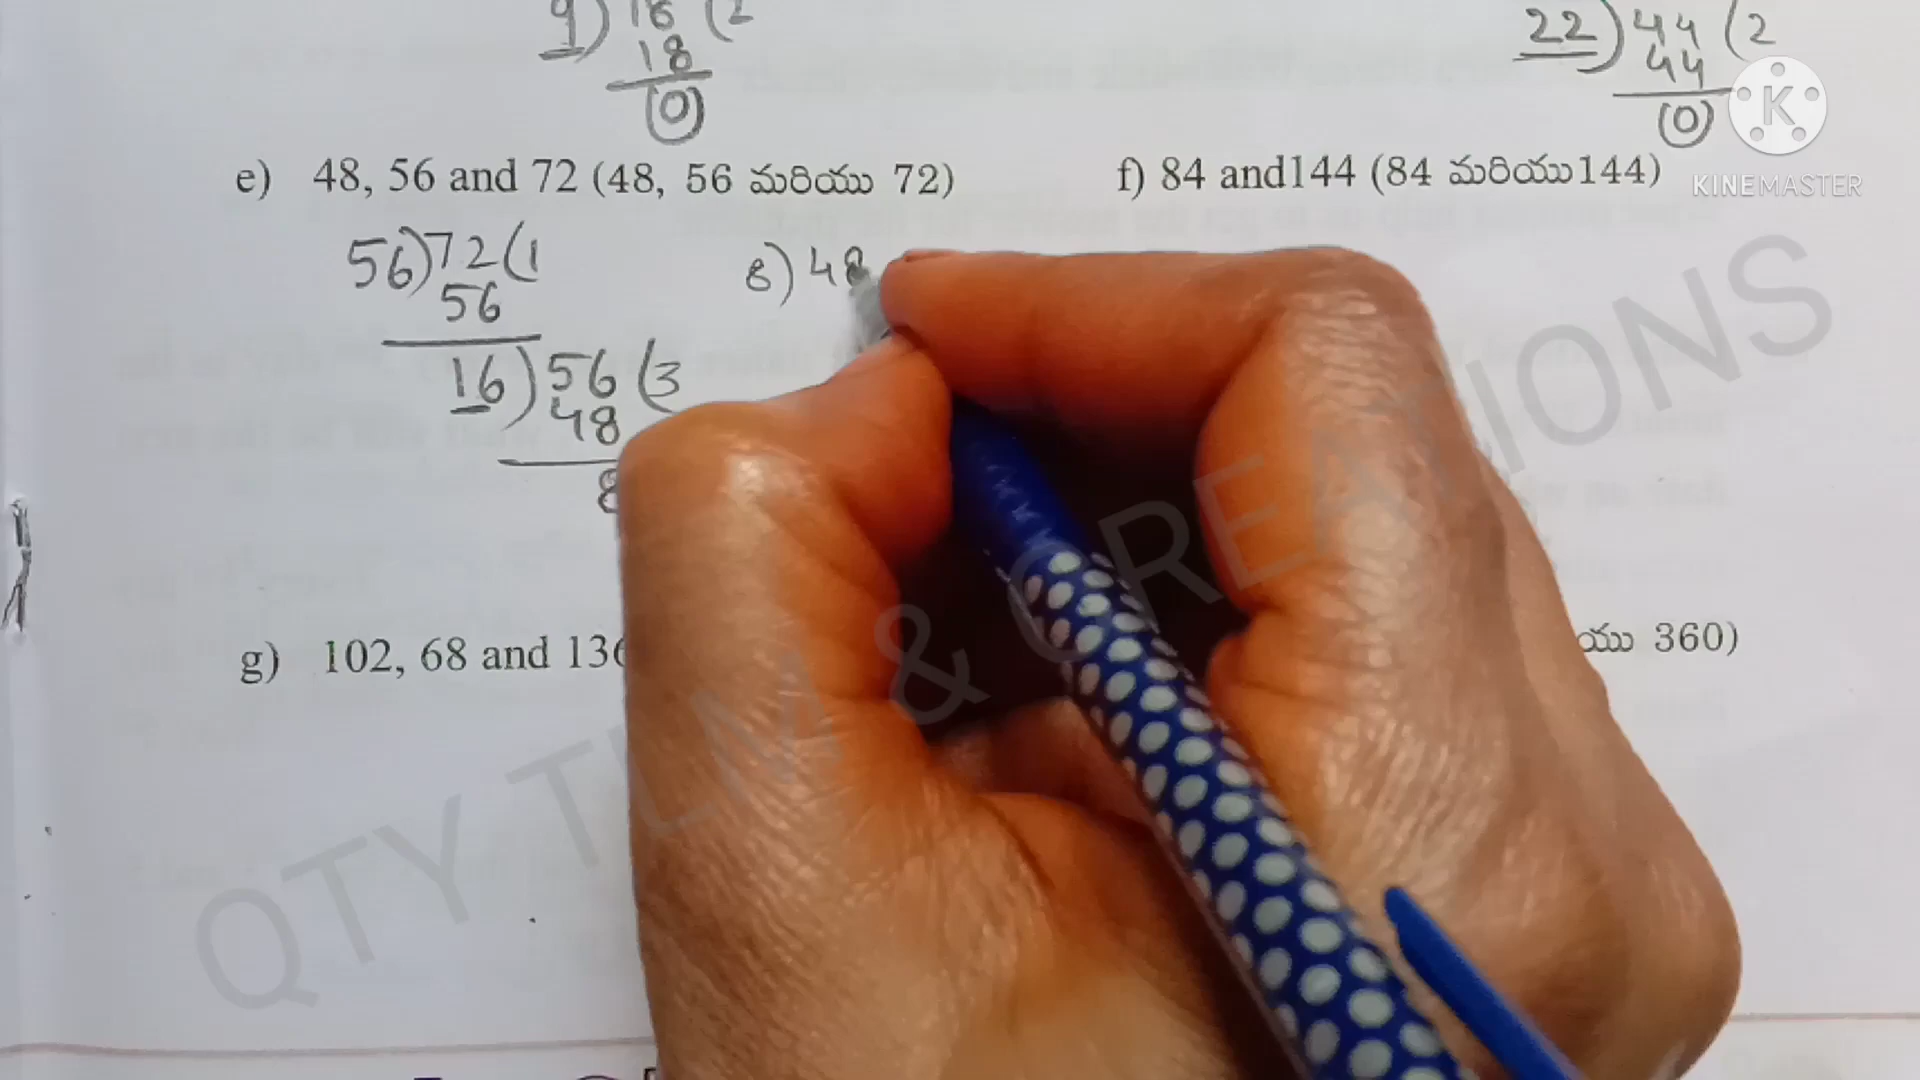 9) 18 (2
18
(0)
22) 44 (2
44
(0)
KINEMASTER
e) 48, 56 and 72 (48, 56 మరియు 72)
f) 84 and144 (84 మరియు144)
56) 72 (1
56
16) 56 (3
48
8
8) 48
g) 102, 68 and 136
యు 360)
QTY TLM & CREATIONS